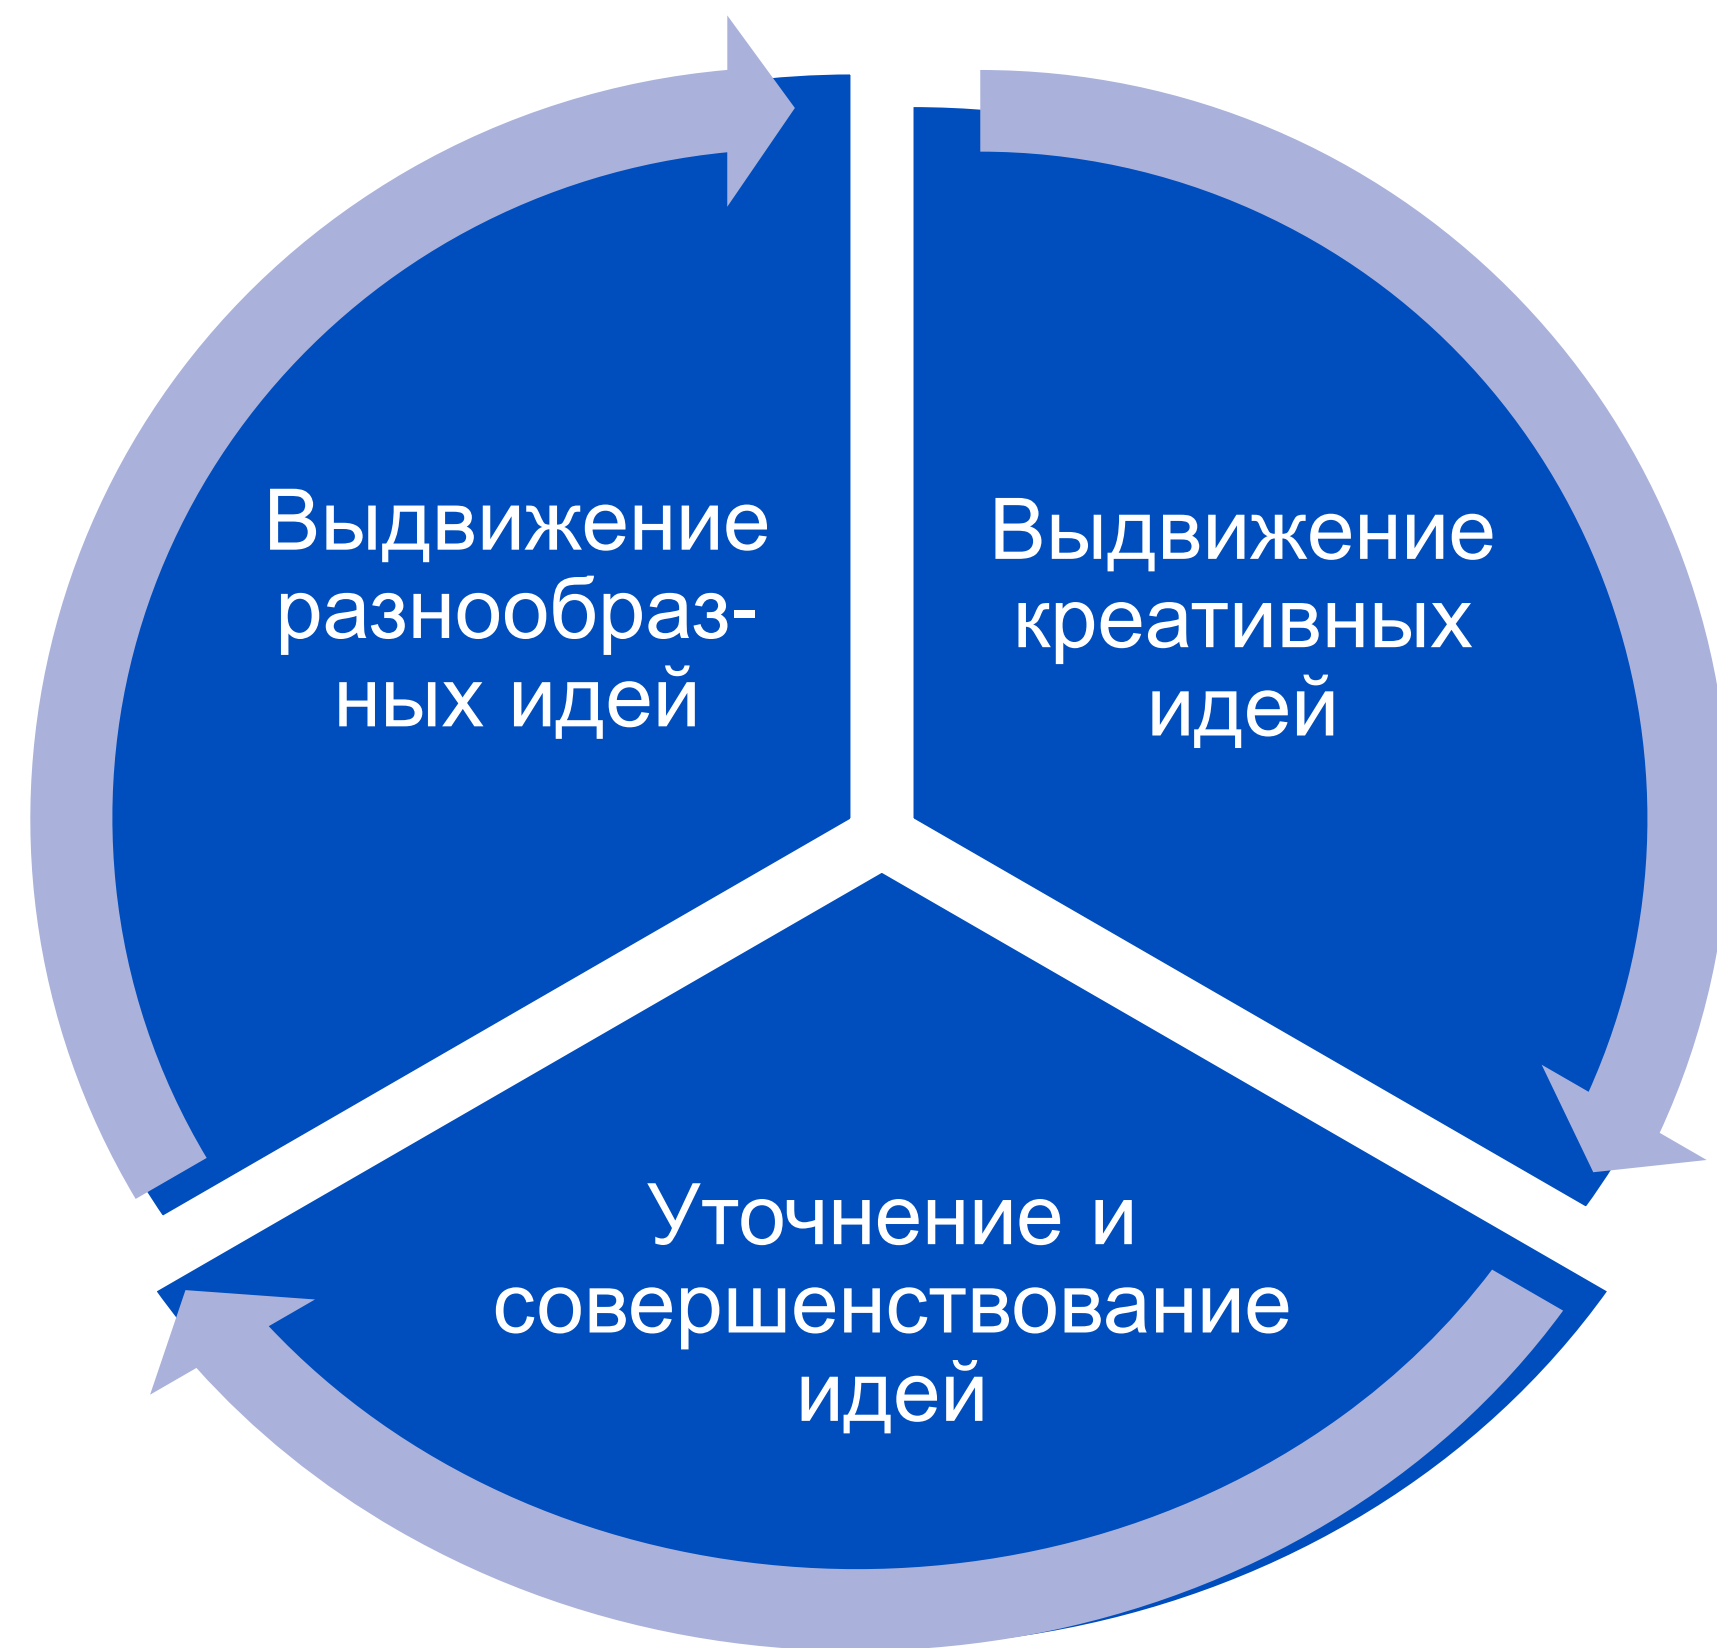 Выдвижение
разнообраз-
ных идей
Выдвижение
креативных
идей
Уточнение и
совершенствование
идей